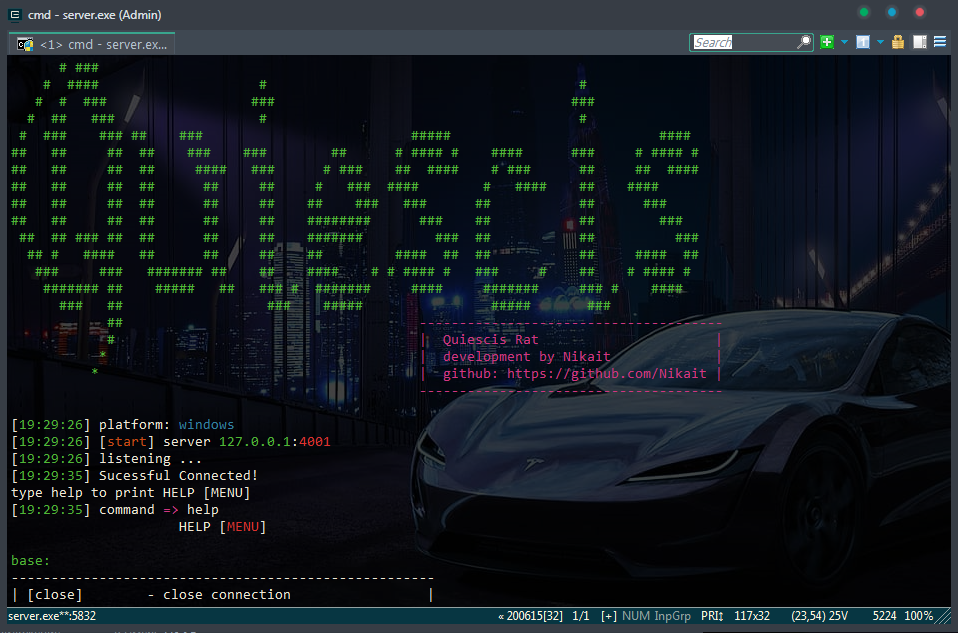 cmd - server.exe (Admin)
<1> cmd - server.ex...
Search
Quiescis
Quiescis Rat
development by Nikait
github: https://github.com/Nikait
[19:29:26] platform: windows
[19:29:26] [start] server 127.0.0.1:4001
[19:29:26] listening ...
[19:29:35] Sucessful Connected!
type help to print HELP [MENU]
[19:29:35] command => help
HELP [MENU]
base:
| [close] - close connection |
server.exe**:5832 « 200615[32] 1/1 [+] NUM InpGrp PRI↕ 117x32 (23,54) 25V 5224 100%